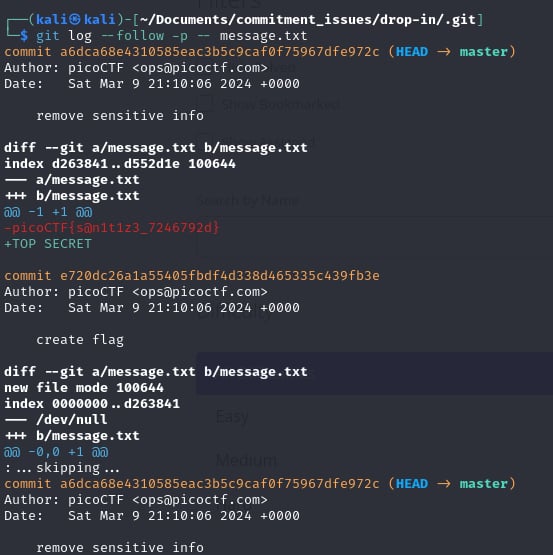 ┌──(kali㉿kali)-[~/Documents/commitment_issues/drop-in/.git]
└─$ git log --follow -p -- message.txt
commit a6dca68e4310585eac3b5c9caf0f75967dfe972c (HEAD → master)
Author: picoCTF <ops@picoctf.com>
Date:   Sat Mar 9 21:10:06 2024 +0000
Show Bookmarked
    remove sensitive info
diff --git a/message.txt b/message.txt
index d263841..d552d1e 100644
--- a/message.txt
+++ b/message.txt
Search by Name
@@ -1 +1 @@
-picoCTF{s@n1t1z3_7246792d}
+TOP SECRET
commit e720dc26a1a55405fbdf4d338d465335c439fb3e
Author: picoCTF <ops@picoctf.com>
Date:   Sat Mar 9 21:10:06 2024 +0000
    create flag
diff --git a/message.txt b/message.txt
new file mode 100644
index 0000000..d263841
--- /dev/null
Easy
+++ b/message.txt
@@ -0,0 +1 @@
Medium
:...skipping...
commit a6dca68e4310585eac3b5c9caf0f75967dfe972c (HEAD → master)
Author: picoCTF <ops@picoctf.com>
Date:   Sat Mar 9 21:10:06 2024 +0000
    remove sensitive info